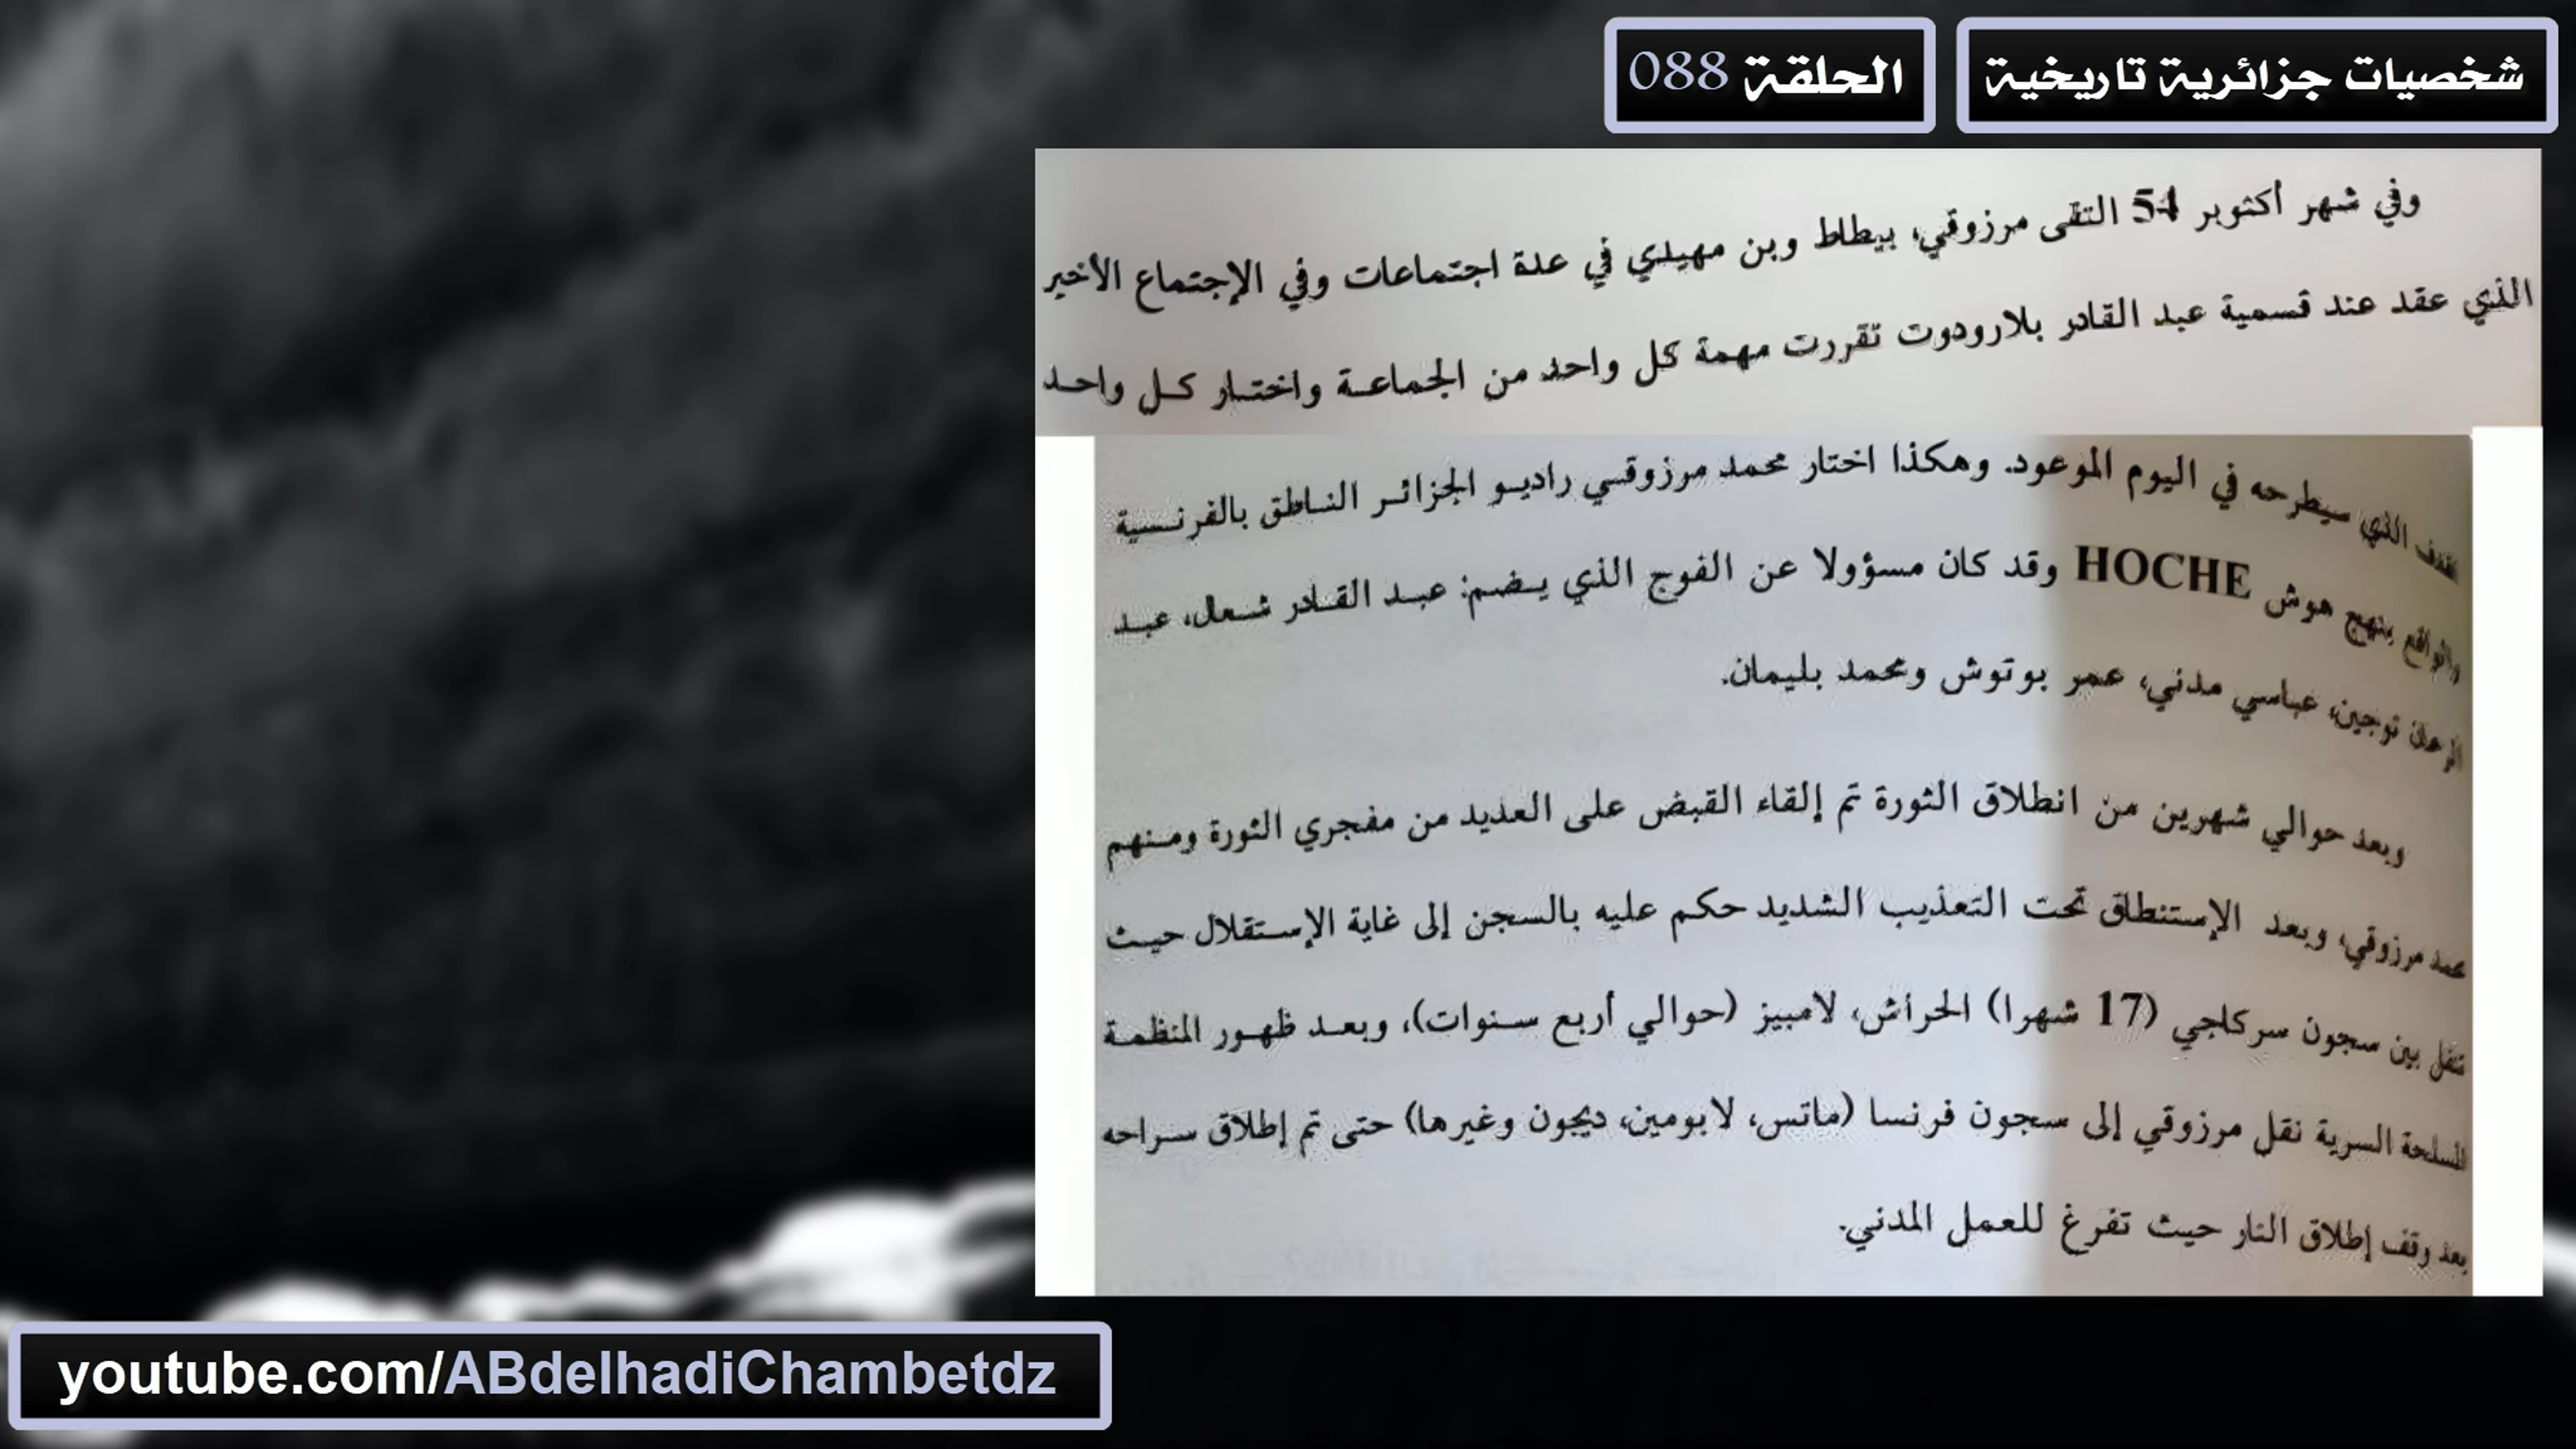 شخصيات جزائرية تاريخية
الحلقة 088
وفي شهر أكتوبر 54 التقى مرزوقي، بيطاط وبن مهيدي في عدة اجتماعات وفي الإجتماع الأخير
الذي عقد عند قسمية عبد القادر بلارودوت تقررت مهمة كل واحد من الجماعة واختار كل واحد
الذي سيطرحه في اليوم الموعود. وهكذا اختار محمد مرزوقي راديو الجزائر الناطق بالفرنسية
والواقع بنهج هوش HOCHE وقد كان مسؤولا عن الفوج الذي يضم: عبد القادر شعال، عبد
الرحمان توجين، عباسي مدني، عمر بوتوش ومحمد بليمان.
وبعد حوالي شهرين من انطلاق الثورة تم إلقاء القبض على العديد من مفجري الثورة ومنهم
محمد مرزوقي، وبعد الإستنطاق تحت التعذيب الشديد حكم عليه بالسجن إلى غاية الإستقلال حيث
تنقل بين سجون سركاجي (17 شهرا) الحراش، لامبيز (حوالي أربع سنوات)، وبعد ظهور المنظمة
المسلحة السرية نقل مرزوقي إلى سجون فرنسا (ماتس، لابومين، ديجون وغيرها) حتى تم إطلاق سراحه
بعد وقف إطلاق النار حيث تفرغ للعمل المدني.
youtube.com/ABdelhadiChambetdz